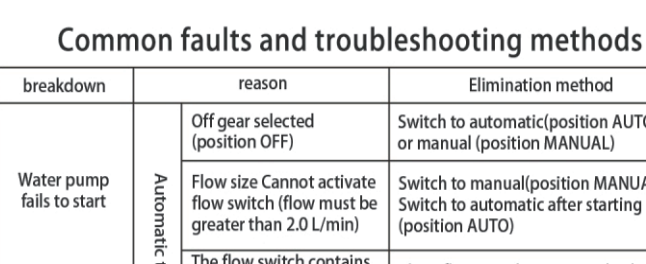 Common faults and troubleshooting methods
breakdown
reason
Elimination method
Water pump
fails to start
Automatic
Off gear selected
(position OFF)
Switch to automatic(position AUTO
or manual (position MANUAL)
Flow size Cannot activate
flow switch (flow must be
greater than 2.0 L/min)
Switch to manual(position MANUA
Switch to automatic after starting
(position AUTO)
The flow switch contains